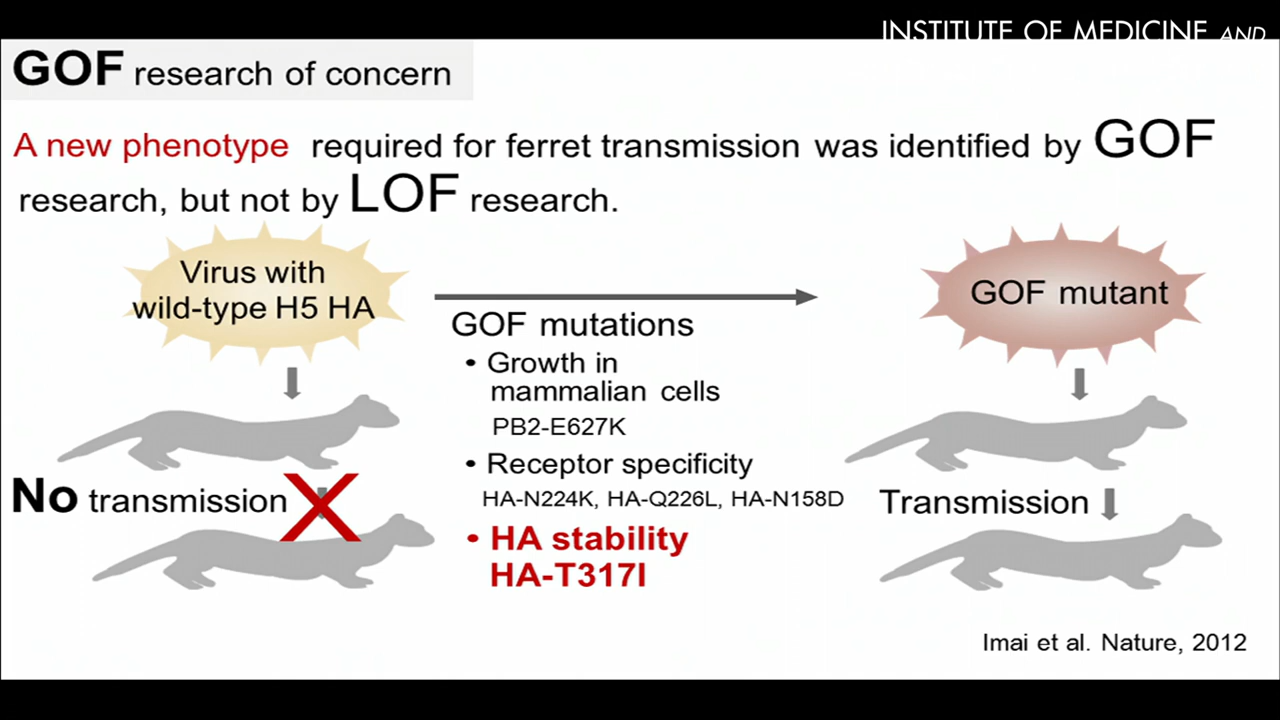 INSTITUTE OF MEDICINE AND
GOF research of concern
A new phenotype required for ferret transmission was identified by GOF
research, but not by LOF research.
Virus with
wild-type H5 HA
GOF mutations
• Growth in
mammalian cells
PB2-E627K
• Receptor specificity
HA-N224K, HA-Q226L, HA-N158D
• HA stability
HA-T317I
GOF mutant
No transmission
Transmission
Imai et al. Nature, 2012